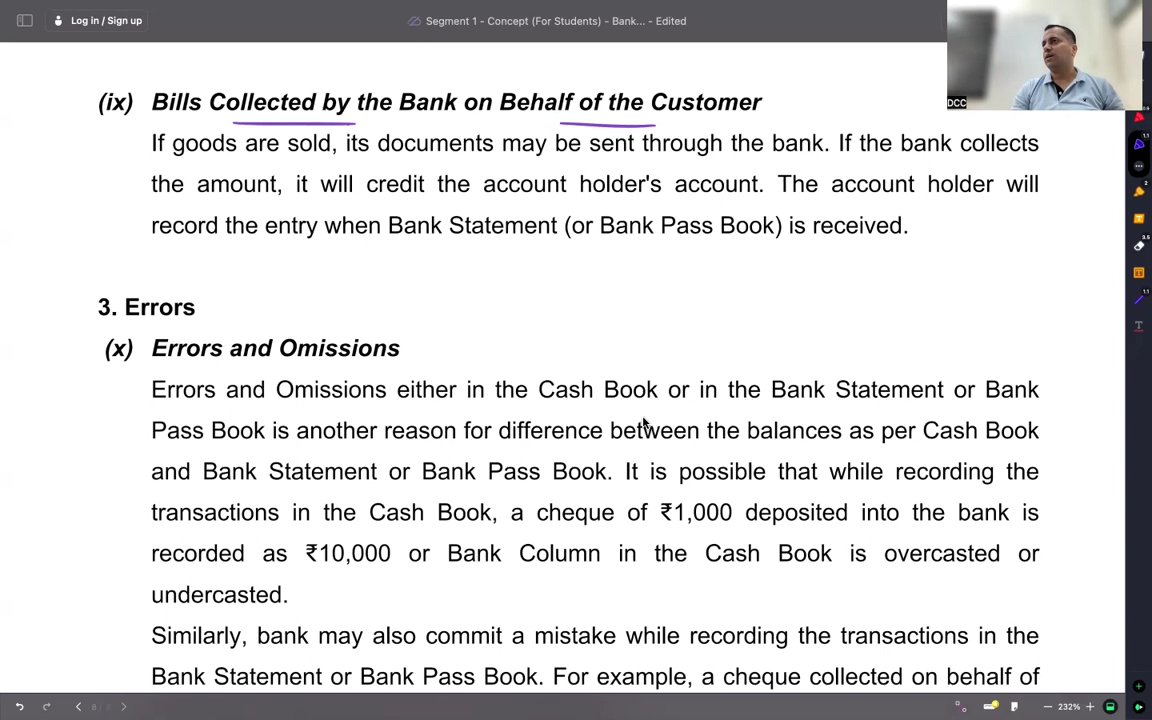 Log in / Sign up
Segment 1 - Concept (For Students) - Bank... - Edited
DCC
(ix) Bills Collected by the Bank on Behalf of the Customer
If goods are sold, its documents may be sent through the bank. If the bank collects
the amount, it will credit the account holder's account. The account holder will
record the entry when Bank Statement (or Bank Pass Book) is received.
3. Errors
(x) Errors and Omissions
Errors and Omissions either in the Cash Book or in the Bank Statement or Bank
Pass Book is another reason for difference between the balances as per Cash Book
and Bank Statement or Bank Pass Book. It is possible that while recording the
transactions in the Cash Book, a cheque of ₹1,000 deposited into the bank is
recorded as ₹10,000 or Bank Column in the Cash Book is overcasted or
undercasted.
Similarly, bank may also commit a mistake while recording the transactions in the
Bank Statement or Bank Pass Book. For example, a cheque collected on behalf of
232%